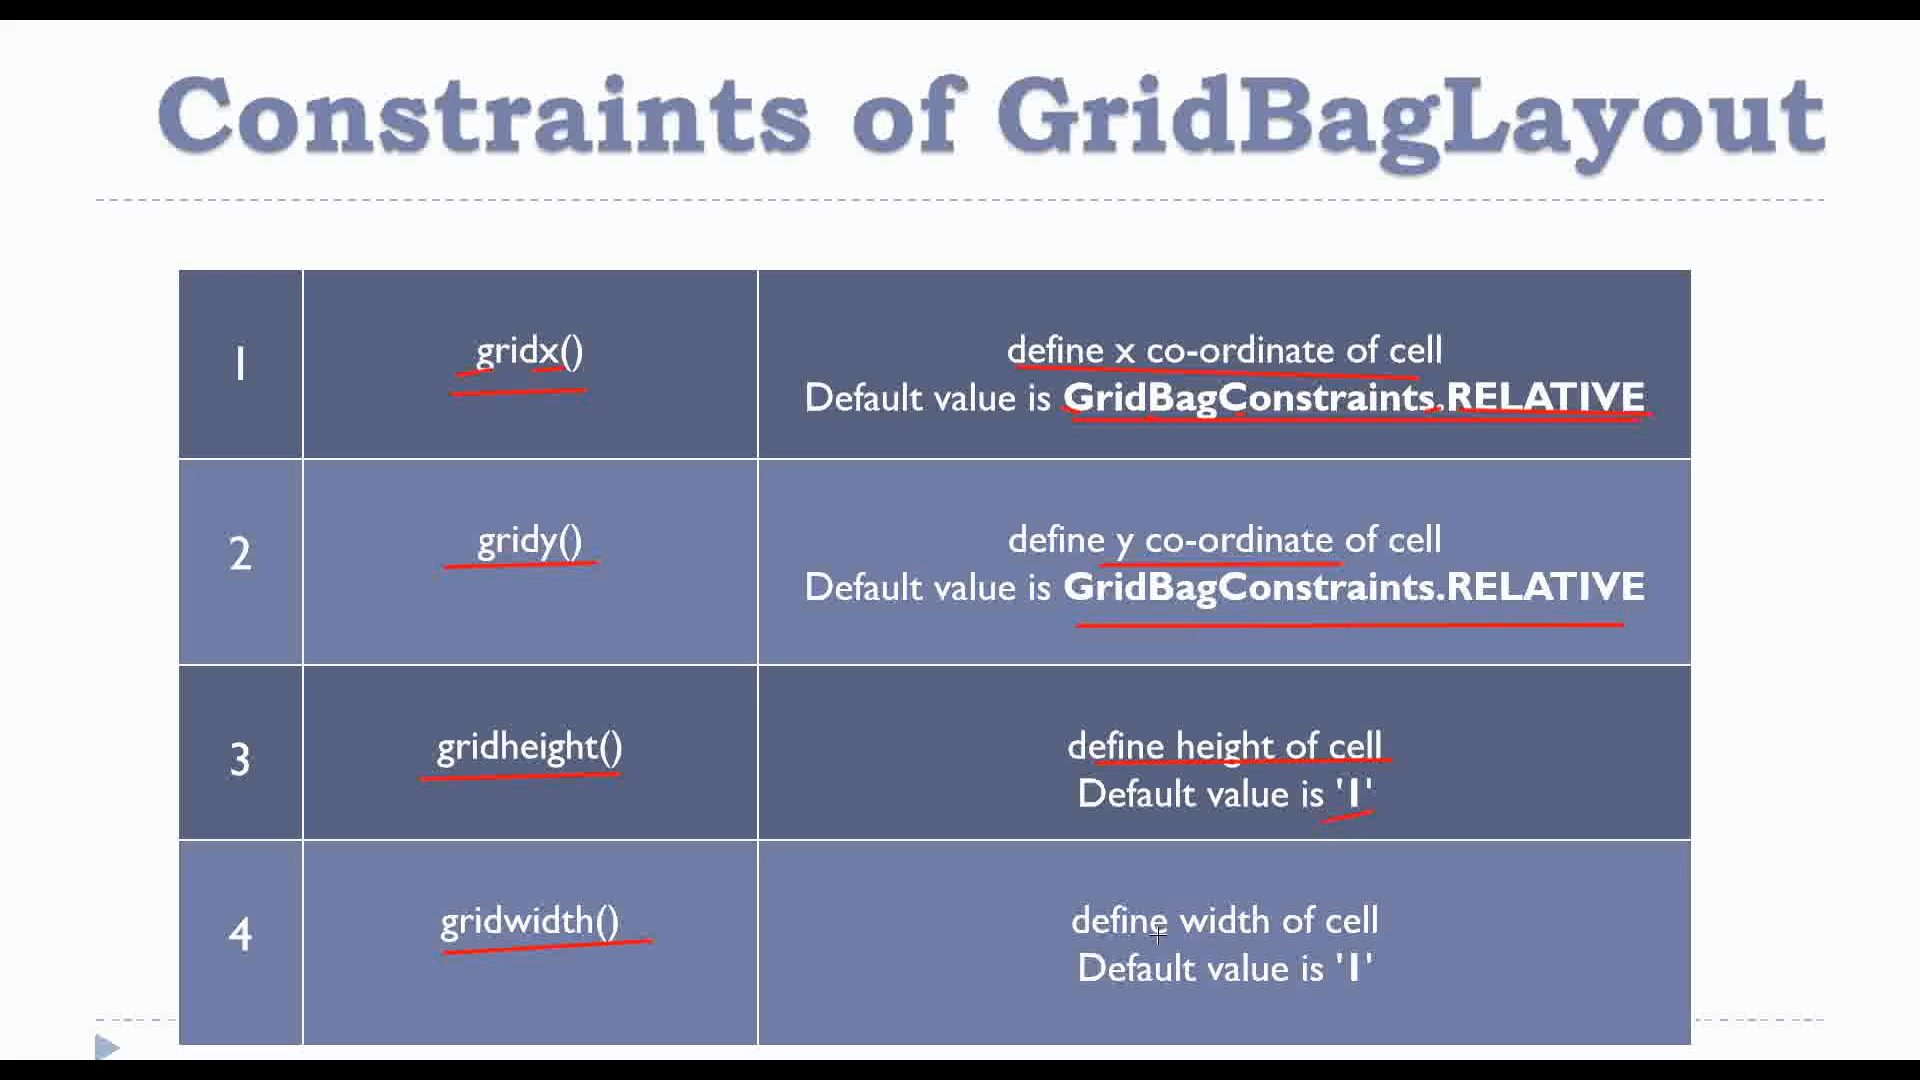 Constraints of GridBagLayout
1
gridx()
define x co-ordinate of cell
Default value is GridBagConstraints.RELATIVE
2
gridy()
define y co-ordinate of cell
Default value is GridBagConstraints.RELATIVE
3
gridheight()
define height of cell
Default value is '1'
4
gridwidth()
define width of cell
Default value is '1'